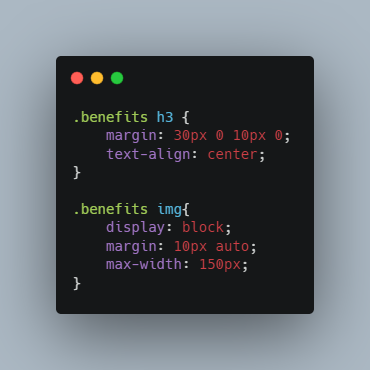 .benefits h3 {
    margin: 30px 0 10px 0;
    text-align: center;
}

.benefits img{
    display: block;
    margin: 10px auto;
    max-width: 150px;
}